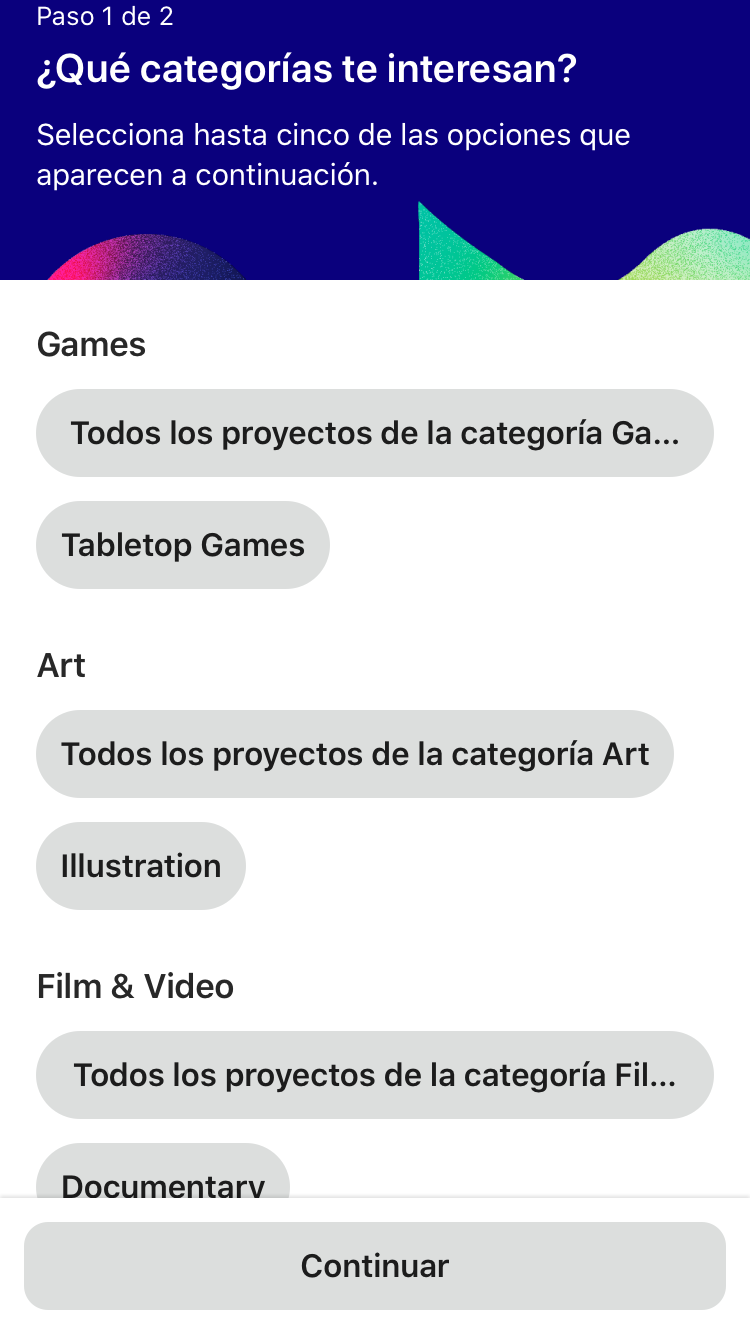 Paso 1 de 2
¿Qué categorías te interesan?
Selecciona hasta cinco de las opciones que
aparecen a continuación.
Games
Todos los proyectos de la categoría Ga...
Tabletop Games
Art
Todos los proyectos de la categoría Art
Illustration
Film & Video
Todos los proyectos de la categoría Fil...
Documentary
Continuar